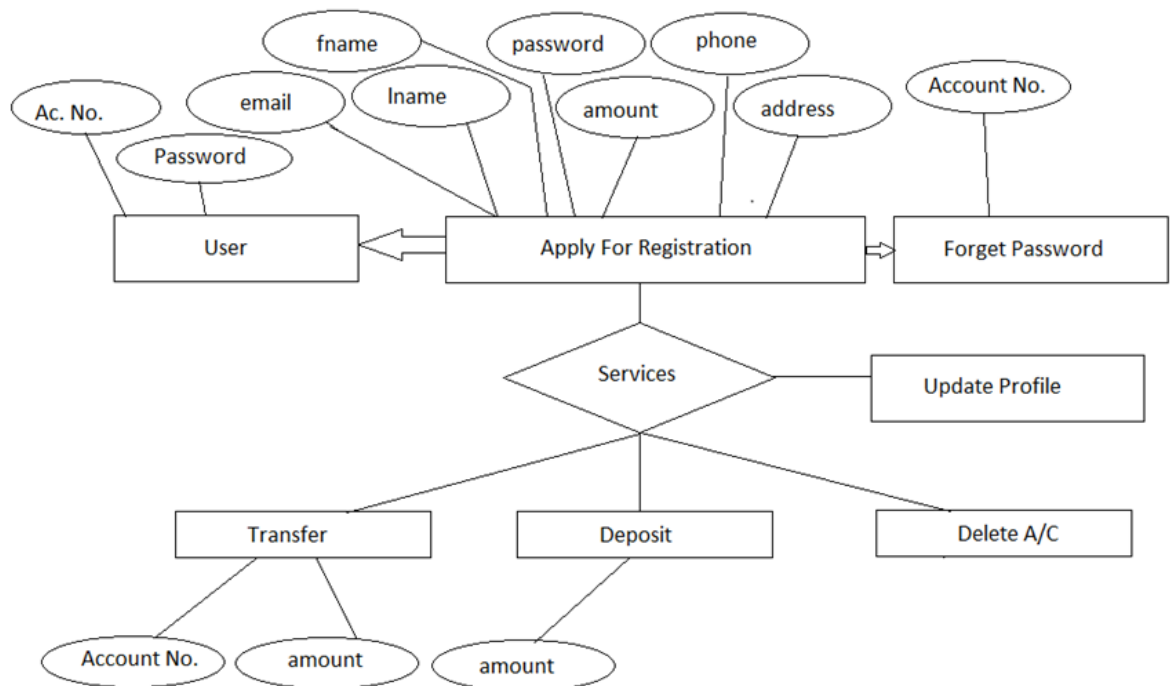 fname
password
phone
Ac. No.
email
lname
amount
address
Account No.
Password
User
Apply For Registration
Forget Password
Services
Update Profile
Transfer
Deposit
Delete A/C
Account No.
amount
amount